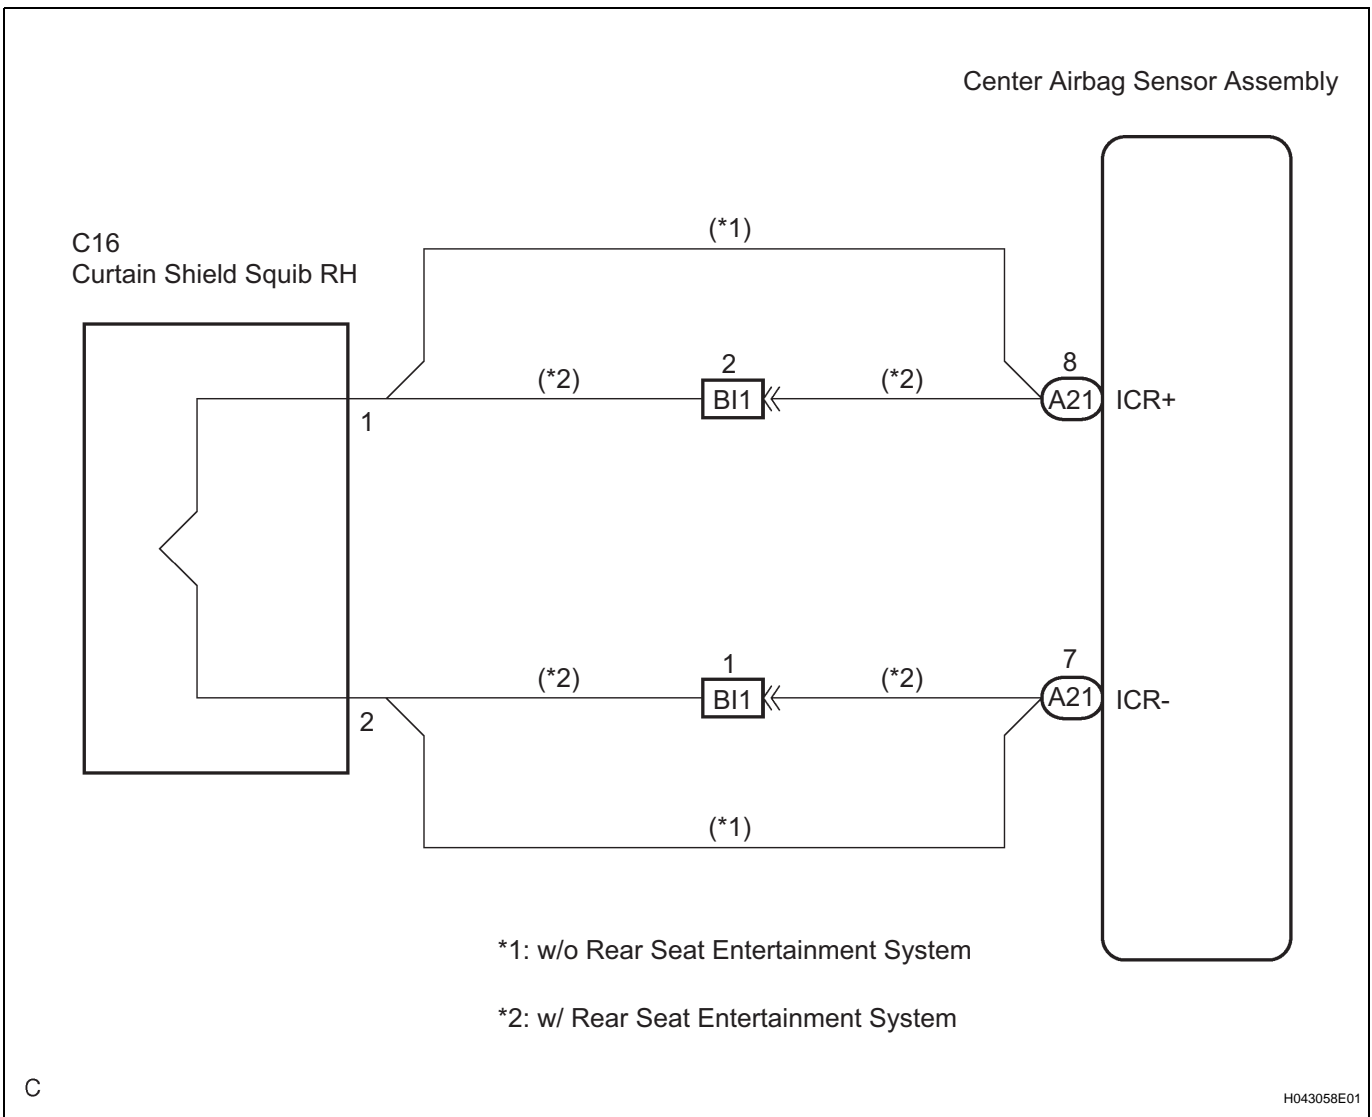 Center Airbag Sensor Assembly
C16
Curtain Shield Squib RH
(*1)
(*2)
2
BI1
(*2)
8
A21
ICR+
1
(*2)
1
BI1
(*2)
7
A21
ICR-
2
(*1)
*1: w/o Rear Seat Entertainment System
*2: w/ Rear Seat Entertainment System
C
H043058E01